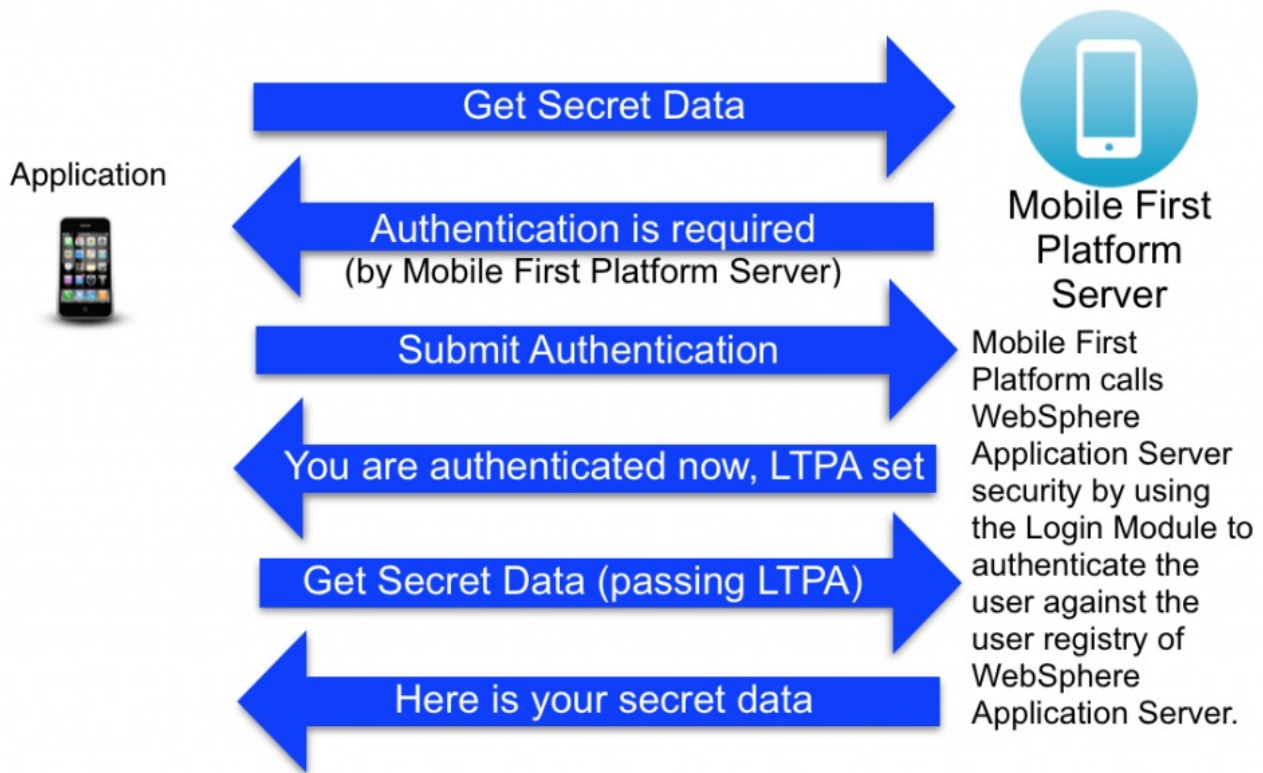 Get Secret Data
Application
Mobile First
Platform
Server
Authentication is required
(by Mobile First Platform Server)
Submit Authentication
Mobile First
Platform calls
WebSphere
Application Server
security by using
the Login Module to
authenticate the
user against the
user registry of
WebSphere
Application Server.
You are authenticated now, LTPA set
Get Secret Data (passing LTPA)
Here is your secret data